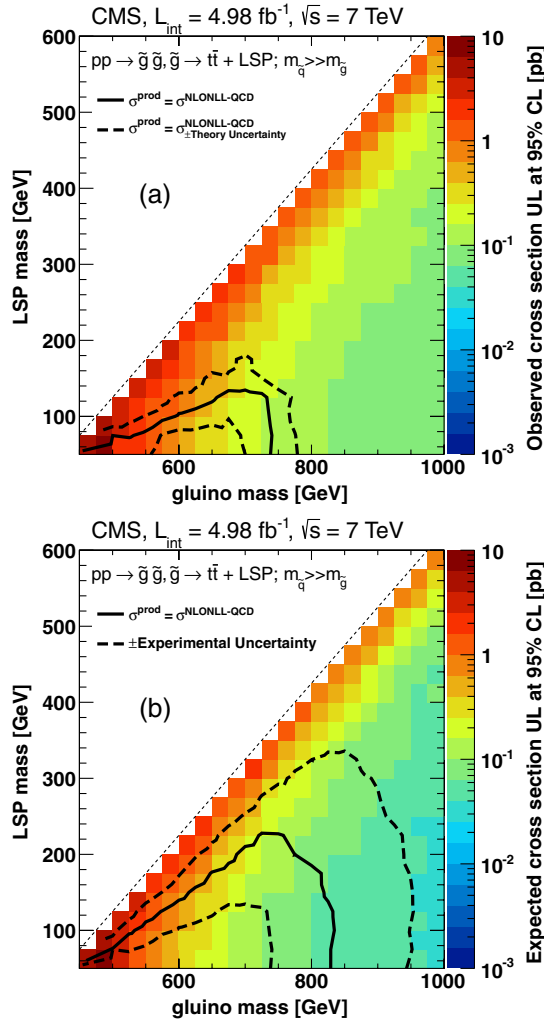 CMS, L_int = 4.98 fb⁻¹, √s = 7 TeV
pp → g̃ g̃, g̃ → tt̄ + LSP; m_q̃>>m_g̃
σ^prod = σ^NLONLL-QCD
σ^prod = σ^NLONLL-QCD_±Theory Uncertainty
(a)
LSP mass [GeV]
600
500
400
300
200
100
600 800 1000
gluino mass [GeV]
10
1
10⁻¹
10⁻²
10⁻³
Observed cross section UL at 95% CL [pb]
CMS, L_int = 4.98 fb⁻¹, √s = 7 TeV
pp → g̃ g̃, g̃ → tt̄ + LSP; m_q̃>>m_g̃
σ^prod = σ^NLONLL-QCD
±Experimental Uncertainty
(b)
LSP mass [GeV]
600
500
400
300
200
100
600 800 1000
gluino mass [GeV]
10
1
10⁻¹
10⁻²
10⁻³
Expected cross section UL at 95% CL [pb]